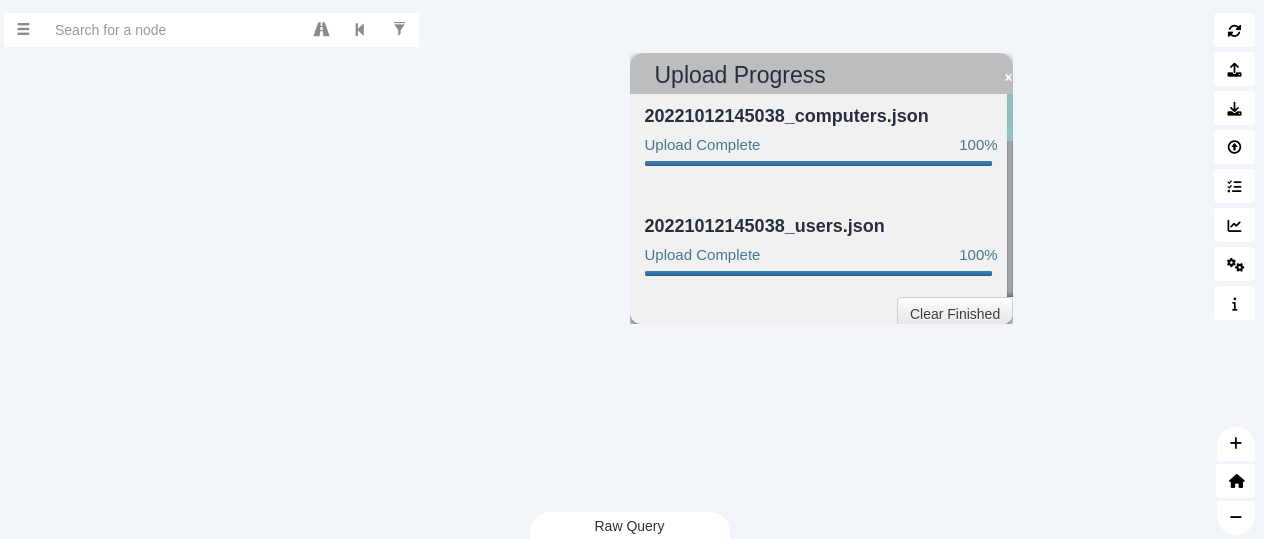 Search for a node
Upload Progress
×
20221012145038_computers.json
Upload Complete 100%
20221012145038_users.json
Upload Complete 100%
Clear Finished
Raw Query